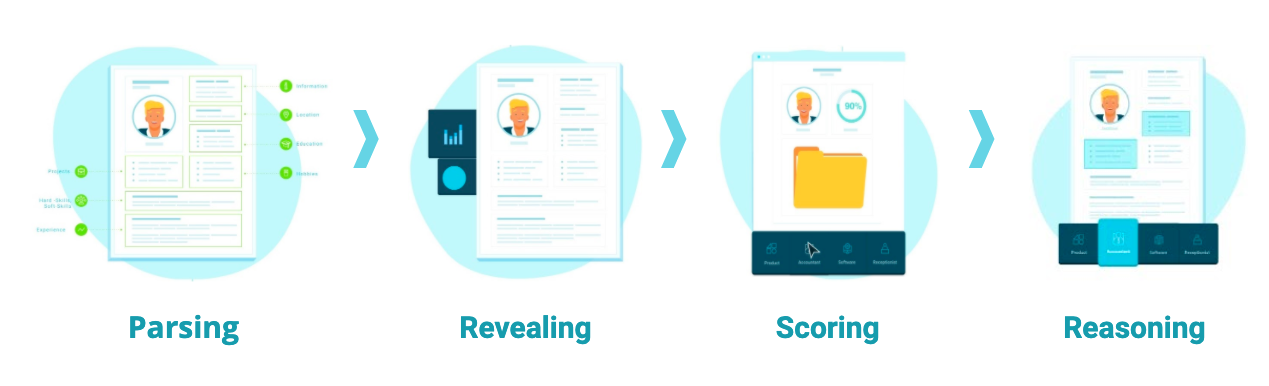 Information
Location
Education
Hobbies
Projects
Hard Skills,
Soft Skills
Experience
Parsing
Revealing
90%
Product
Accountant
Software
Receptionist
Scoring
Product
Accountant
Software
Receptionist
Reasoning